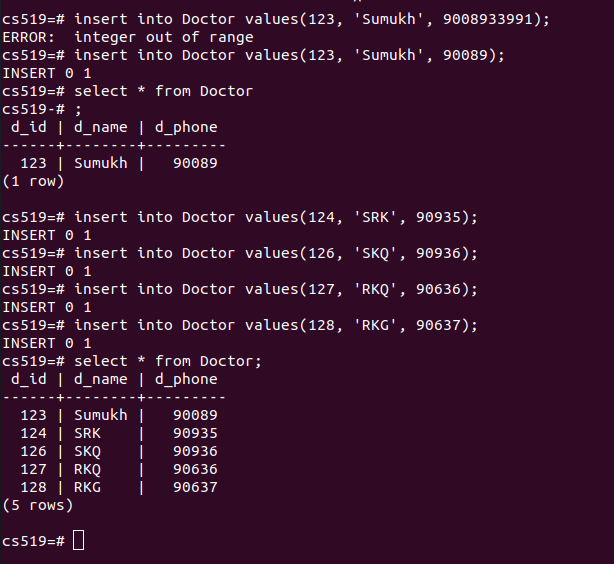 cs519=# insert into Doctor values(123, 'Sumukh', 9008933991);
ERROR:  integer out of range
cs519=# insert into Doctor values(123, 'Sumukh', 90089);
INSERT 0 1
cs519=# select * from Doctor
cs519-# ;
 d_id | d_name | d_phone
------+--------+---------
  123 | Sumukh |   90089
(1 row)

cs519=# insert into Doctor values(124, 'SRK', 90935);
INSERT 0 1
cs519=# insert into Doctor values(126, 'SKQ', 90936);
INSERT 0 1
cs519=# insert into Doctor values(127, 'RKQ', 90636);
INSERT 0 1
cs519=# insert into Doctor values(128, 'RKG', 90637);
INSERT 0 1
cs519=# select * from Doctor;
 d_id | d_name | d_phone
------+--------+---------
  123 | Sumukh |   90089
  124 | SRK    |   90935
  126 | SKQ    |   90936
  127 | RKQ    |   90636
  128 | RKG    |   90637
(5 rows)

cs519=#